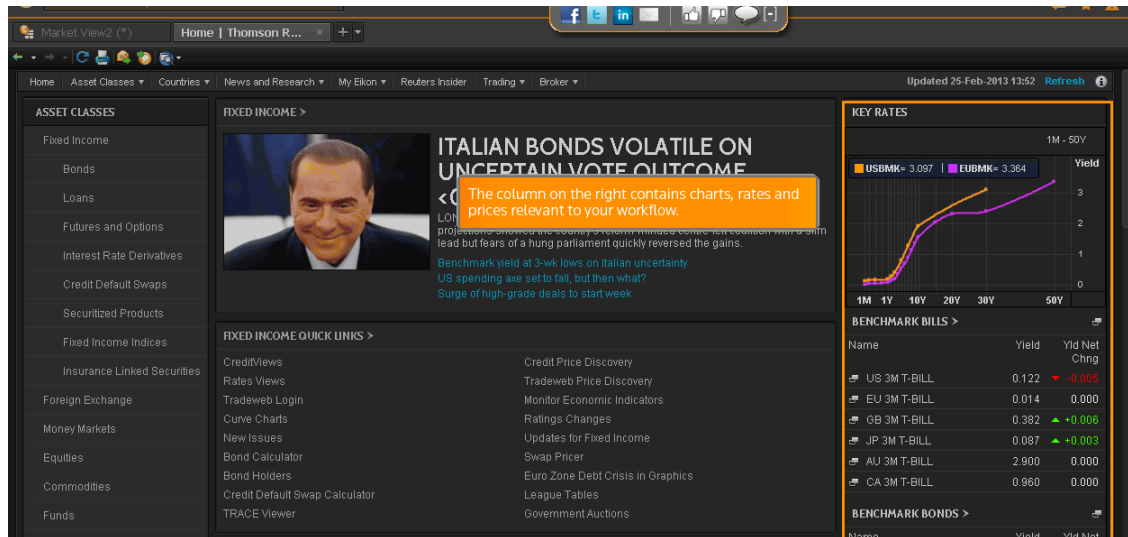 Market View2 (*)
Home | Thomson R...
Home Asset Classes Countries News and Research My Eikon Reuters Insider Trading Broker Updated 25-Feb-2013 13:52 Refresh
ASSET CLASSES
Fixed Income
Bonds
Loans
Futures and Options
Interest Rate Derivatives
Credit Default Swaps
Securitized Products
Fixed Income Indices
Insurance Linked Securities
Foreign Exchange
Money Markets
Equities
Commodities
Funds
FIXED INCOME >
ITALIAN BONDS VOLATILE ON
UNCERTAIN VOTE OUTCOME
The column on the right contains charts, rates and
prices relevant to your workflow.
lead but fears of a hung parliament quickly reversed the gains.
Benchmark yield at 3-wk lows on Italian uncertainty
US spending axe set to fall, but then what?
Surge of high-grade deals to start week
FIXED INCOME QUICK LINKS >
CreditViews
Rates Views
Tradeweb Login
Curve Charts
New Issues
Bond Calculator
Bond Holders
Credit Default Swap Calculator
TRACE Viewer
Credit Price Discovery
Tradeweb Price Discovery
Monitor Economic Indicators
Ratings Changes
Updates for Fixed Income
Swap Pricer
Euro Zone Debt Crisis in Graphics
League Tables
Government Auctions
KEY RATES
1M - 50Y
USBMK= 3.097 | EUBMK= 3.364
Yield
3
2
1
0
1M 1Y 10Y 20Y 30Y 50Y
BENCHMARK BILLS >
Name Yield Yld Net
Chng
US 3M T-BILL 0.122 -0.005
EU 3M T-BILL 0.014 0.000
GB 3M T-BILL 0.382 +0.006
JP 3M T-BILL 0.087 +0.003
AU 3M T-BILL 2.900 0.000
CA 3M T-BILL 0.960 0.000
BENCHMARK BONDS >
Name Yield Yld Net